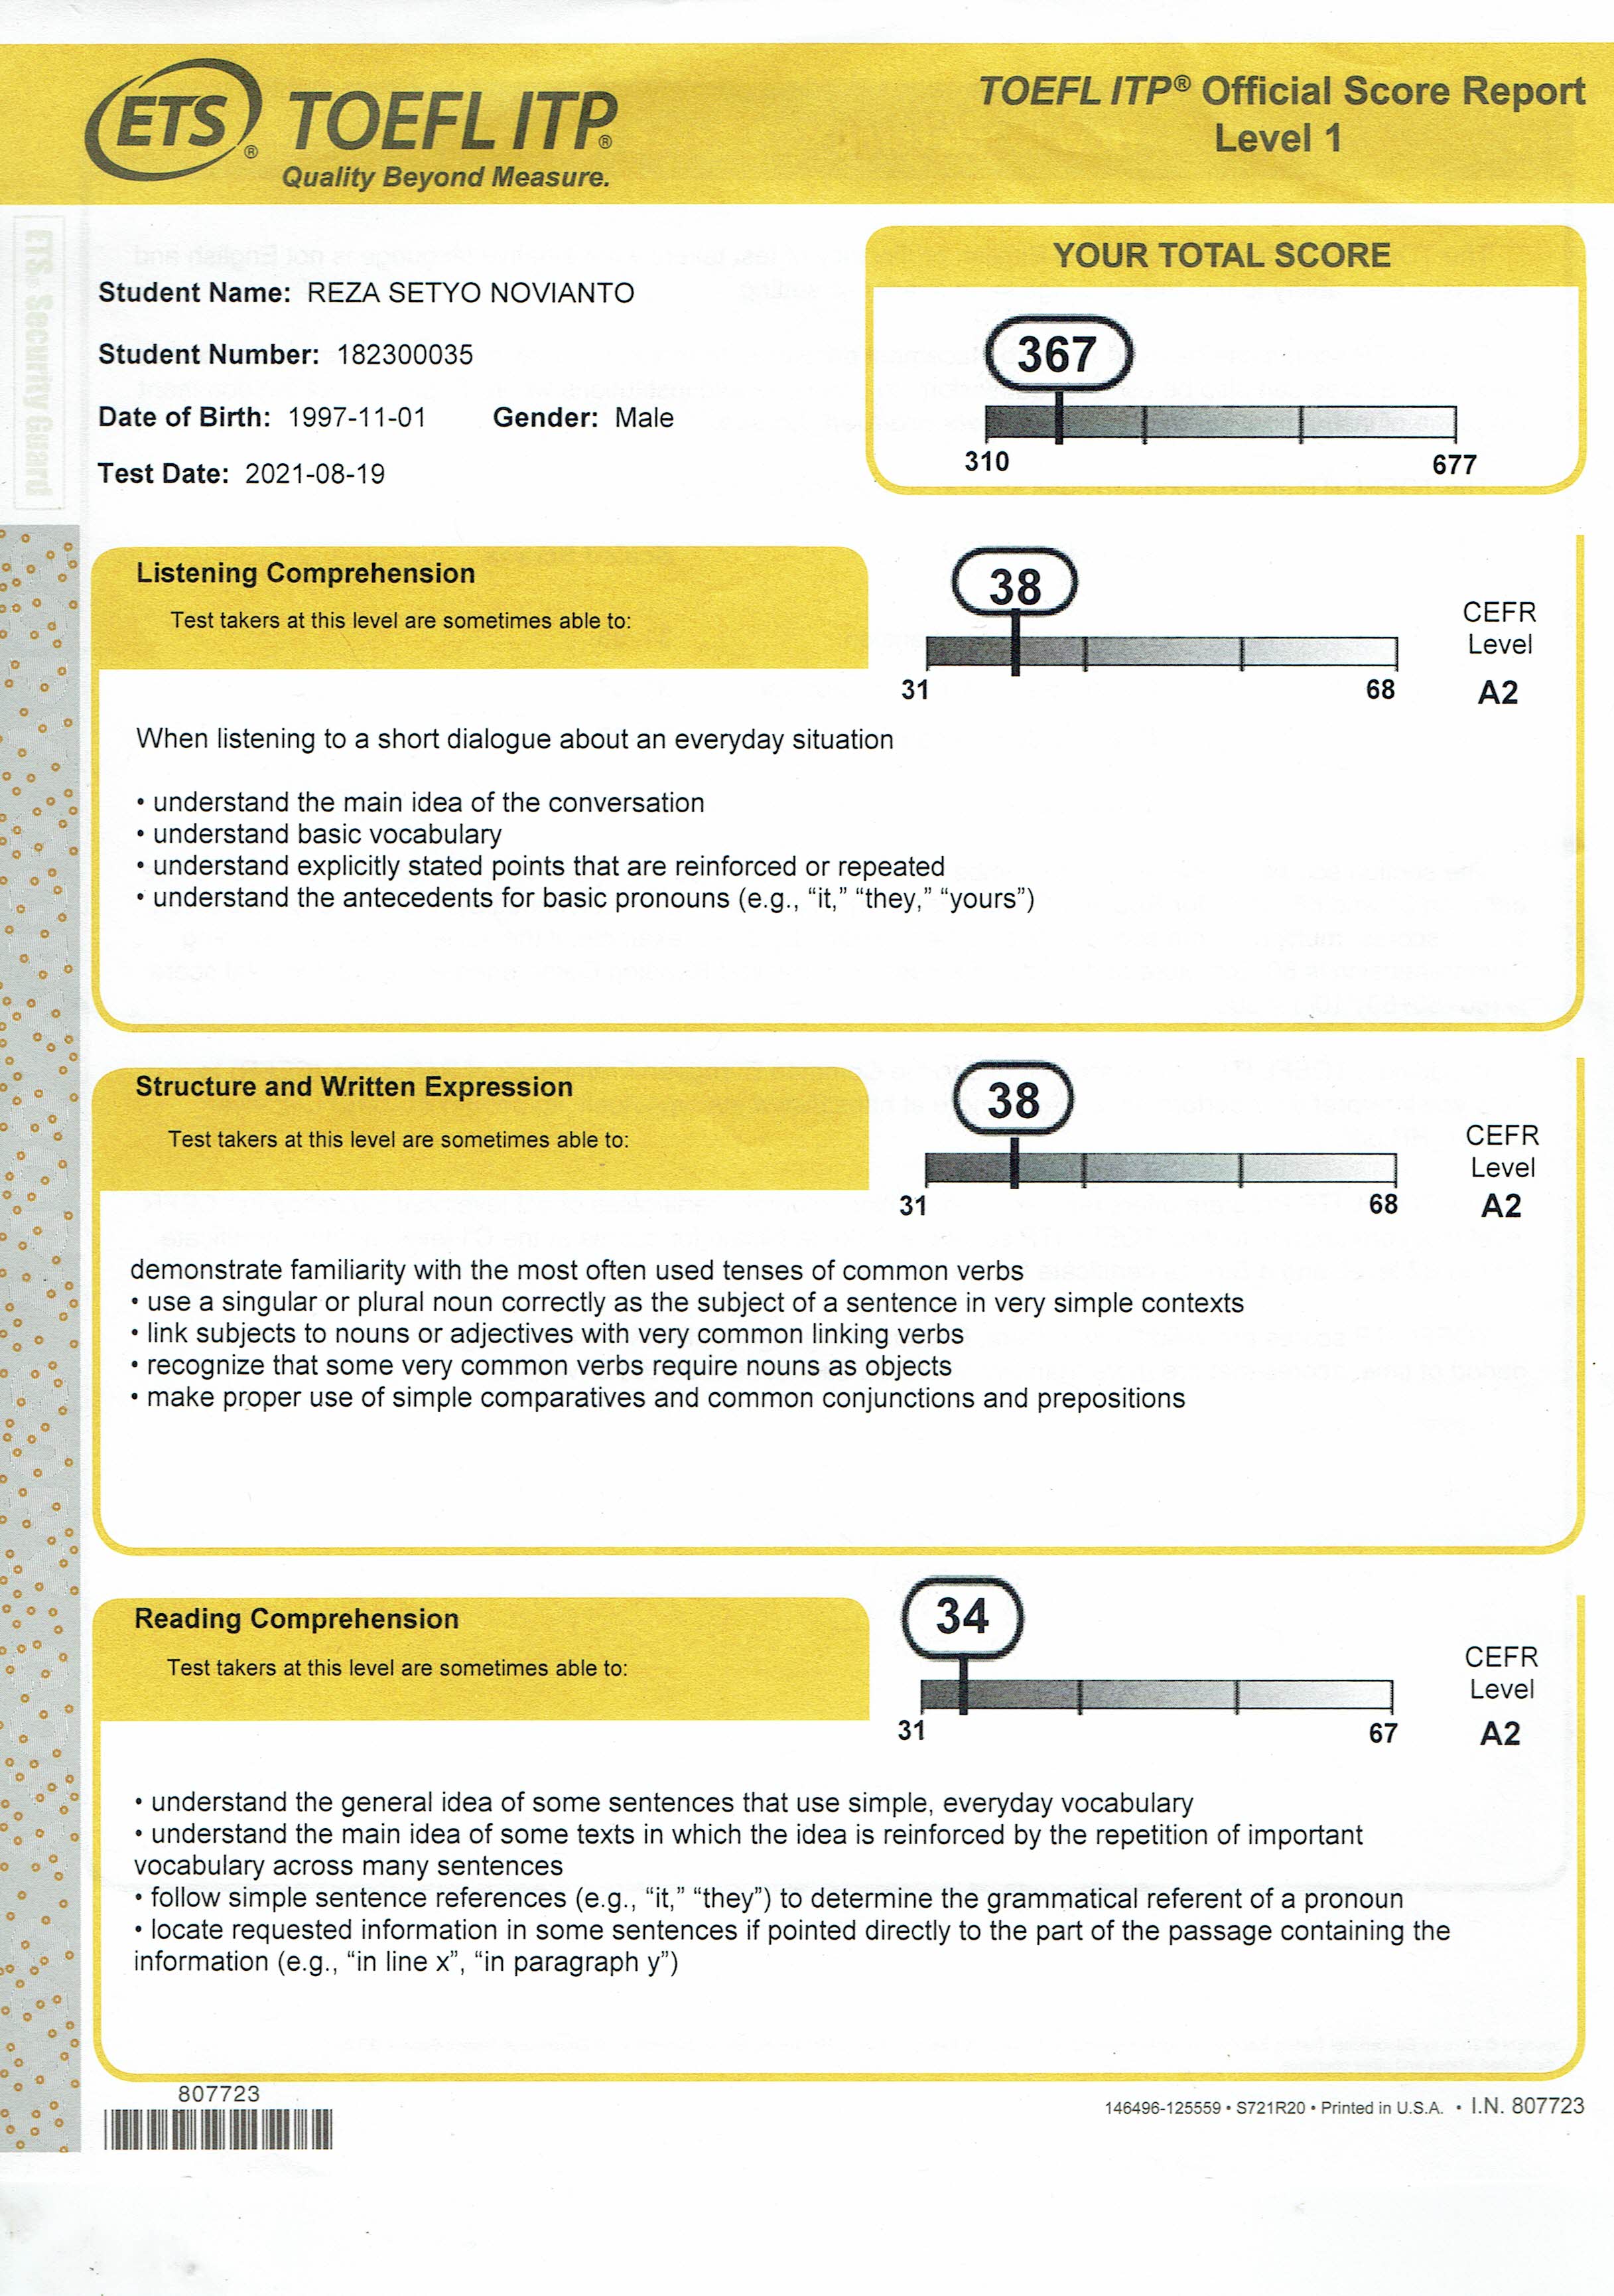 ETS® TOEFL ITP®
Quality Beyond Measure.
TOEFL ITP® Official Score Report
Level 1
ETS® Security Guard
Student Name: REZA SETYO NOVIANTO
Student Number: 182300035
Date of Birth: 1997-11-01 Gender: Male
Test Date: 2021-08-19
YOUR TOTAL SCORE
367
310 677
Listening Comprehension
Test takers at this level are sometimes able to:
38
31 68
CEFR
Level
A2
When listening to a short dialogue about an everyday situation
• understand the main idea of the conversation
• understand basic vocabulary
• understand explicitly stated points that are reinforced or repeated
• understand the antecedents for basic pronouns (e.g., “it,” “they,” “yours”)
Structure and Written Expression
Test takers at this level are sometimes able to:
38
31 68
CEFR
Level
A2
demonstrate familiarity with the most often used tenses of common verbs
• use a singular or plural noun correctly as the subject of a sentence in very simple contexts
• link subjects to nouns or adjectives with very common linking verbs
• recognize that some very common verbs require nouns as objects
• make proper use of simple comparatives and common conjunctions and prepositions
Reading Comprehension
Test takers at this level are sometimes able to:
34
31 67
CEFR
Level
A2
• understand the general idea of some sentences that use simple, everyday vocabulary
• understand the main idea of some texts in which the idea is reinforced by the repetition of important
vocabulary across many sentences
• follow simple sentence references (e.g., “it,” “they”) to determine the grammatical referent of a pronoun
• locate requested information in some sentences if pointed directly to the part of the passage containing the
information (e.g., “in line x”, “in paragraph y”)
807723
146496-125559 • S721R20 • Printed in U.S.A. • I.N. 807723